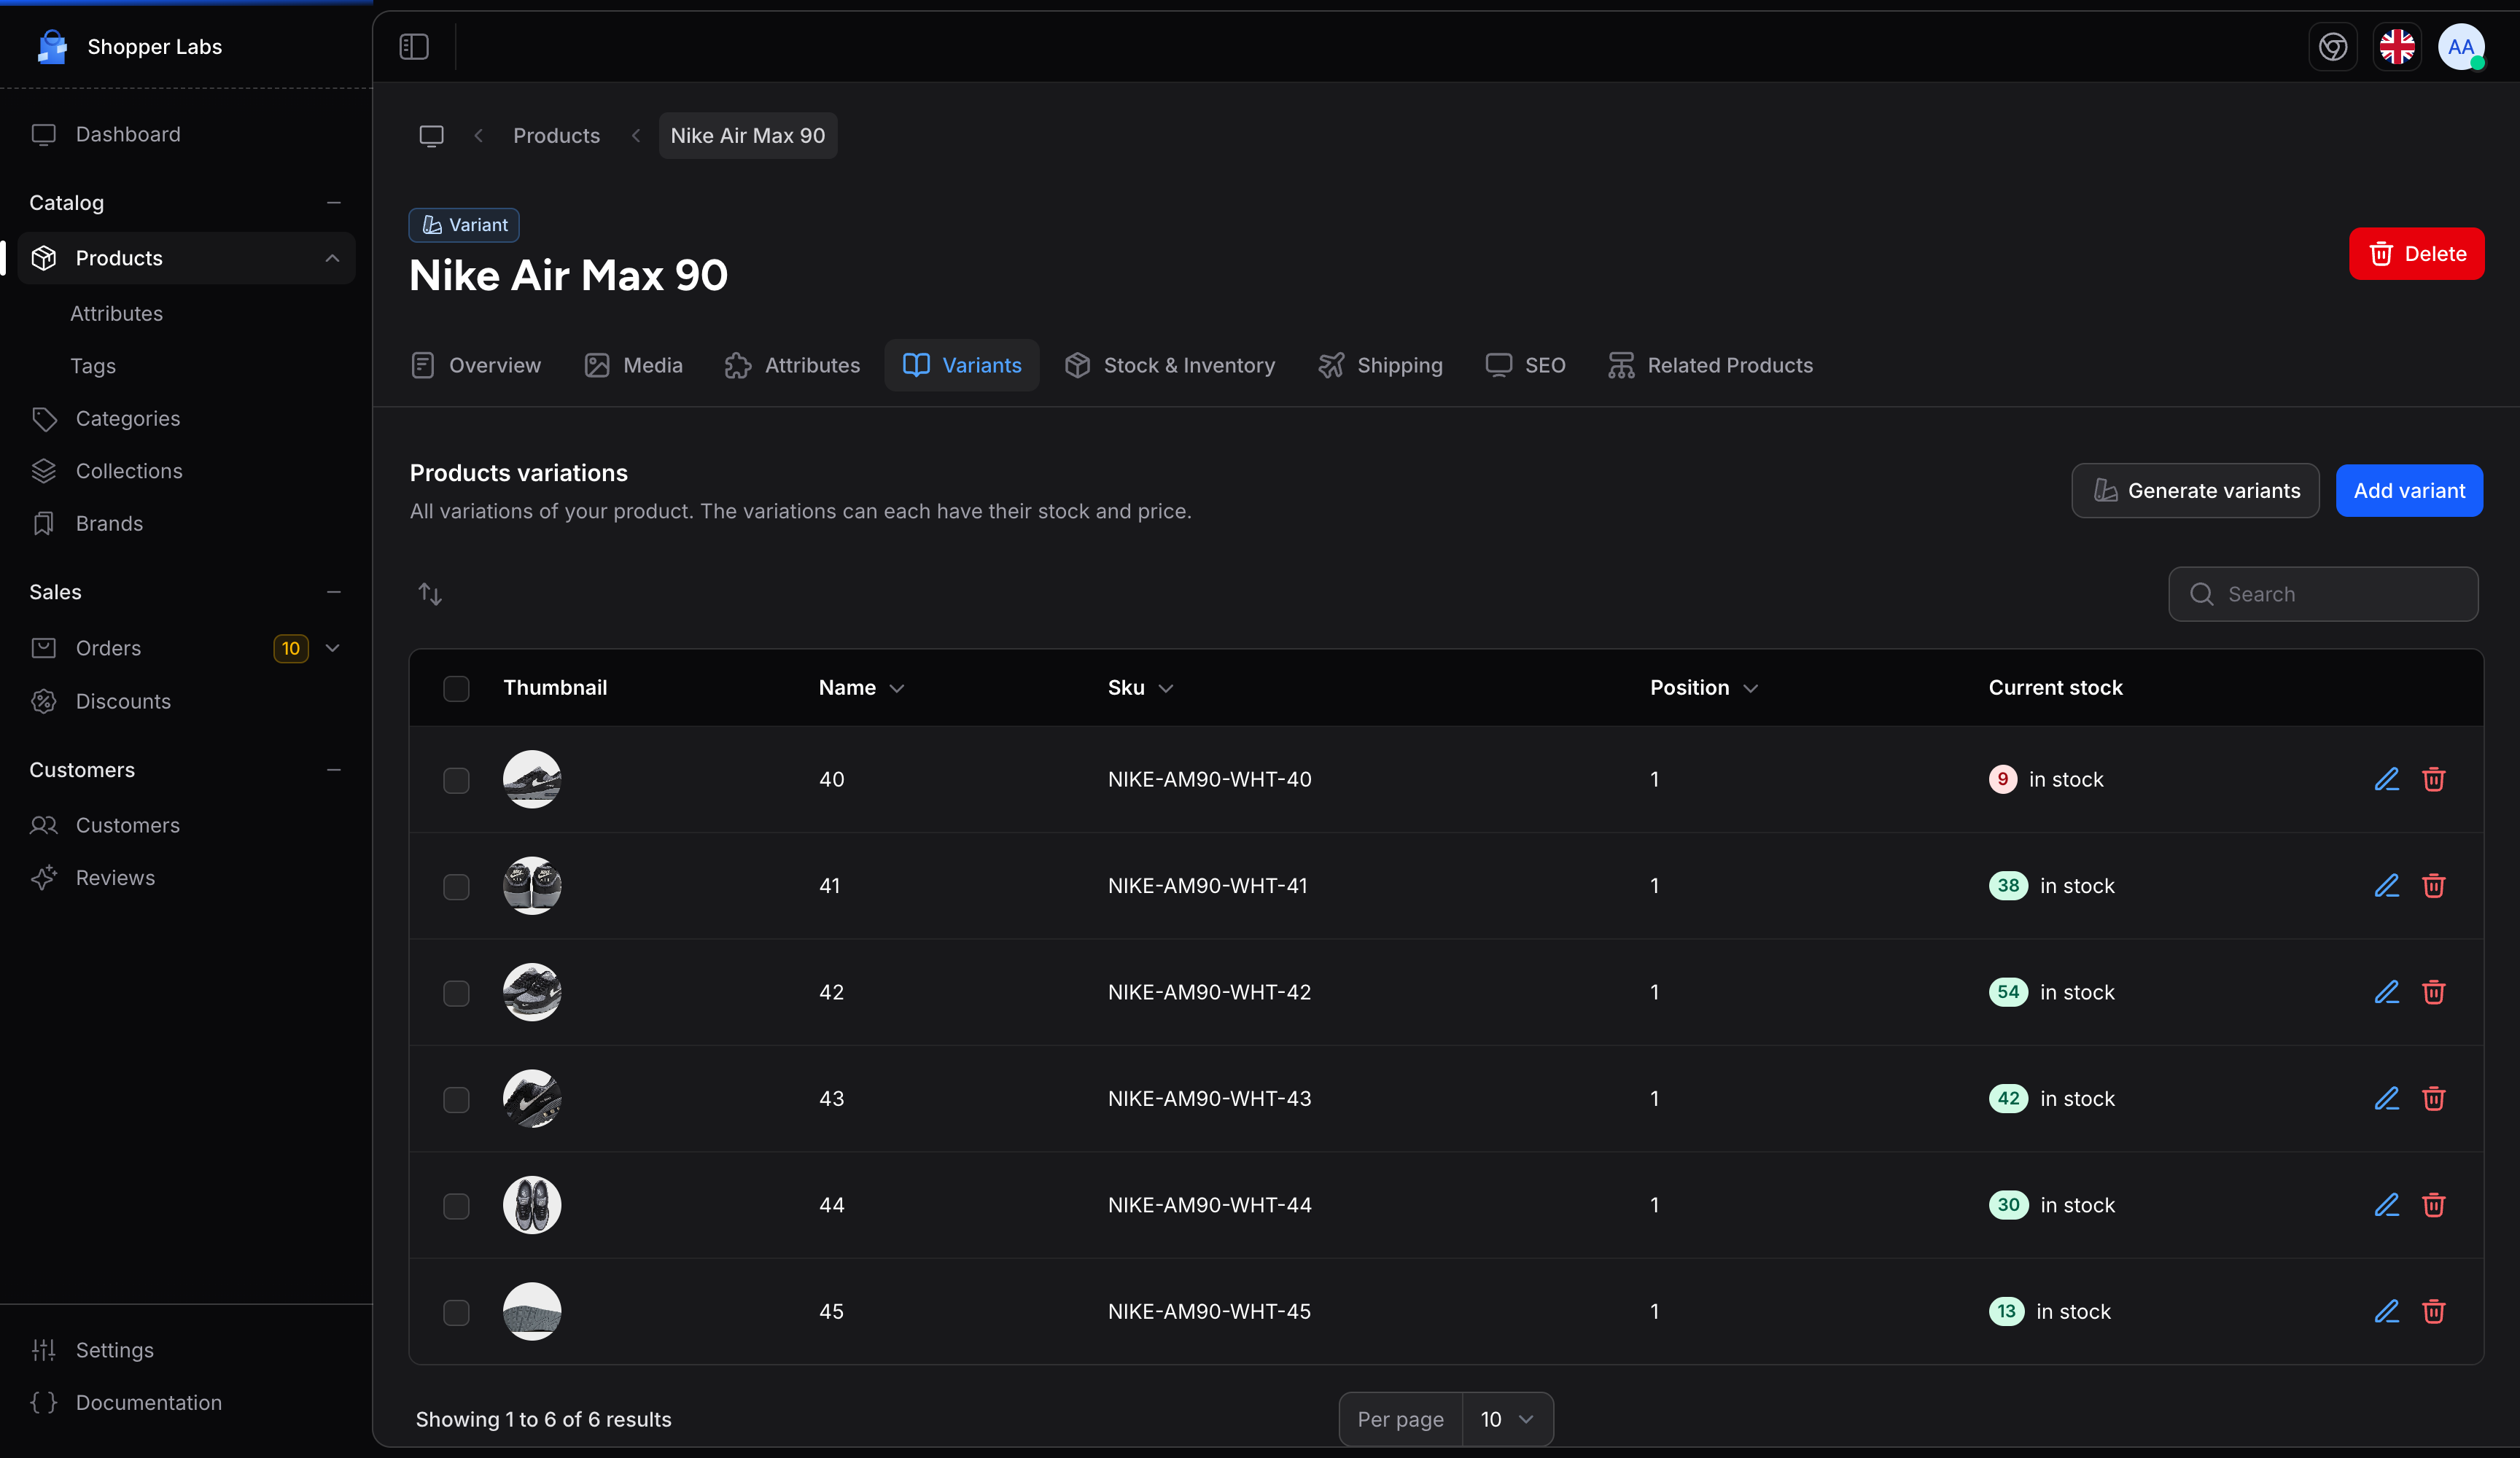 Shopper Labs
AA
Dashboard
Catalog
Products
Attributes
Tags
Categories
Collections
Brands
Sales
Orders 10
Discounts
Customers
Customers
Reviews
Settings
Documentation
Products Nike Air Max 90
Variant
Nike Air Max 90
Delete
Overview Media Attributes Variants Stock & Inventory Shipping SEO Related Products
Products variations
All variations of your product. The variations can each have their stock and price.
Generate variants Add variant
Search
Thumbnail Name Sku Position Current stock
40 NIKE-AM90-WHT-40 1 9 in stock
41 NIKE-AM90-WHT-41 1 38 in stock
42 NIKE-AM90-WHT-42 1 54 in stock
43 NIKE-AM90-WHT-43 1 42 in stock
44 NIKE-AM90-WHT-44 1 30 in stock
45 NIKE-AM90-WHT-45 1 13 in stock
Showing 1 to 6 of 6 results
Per page 10